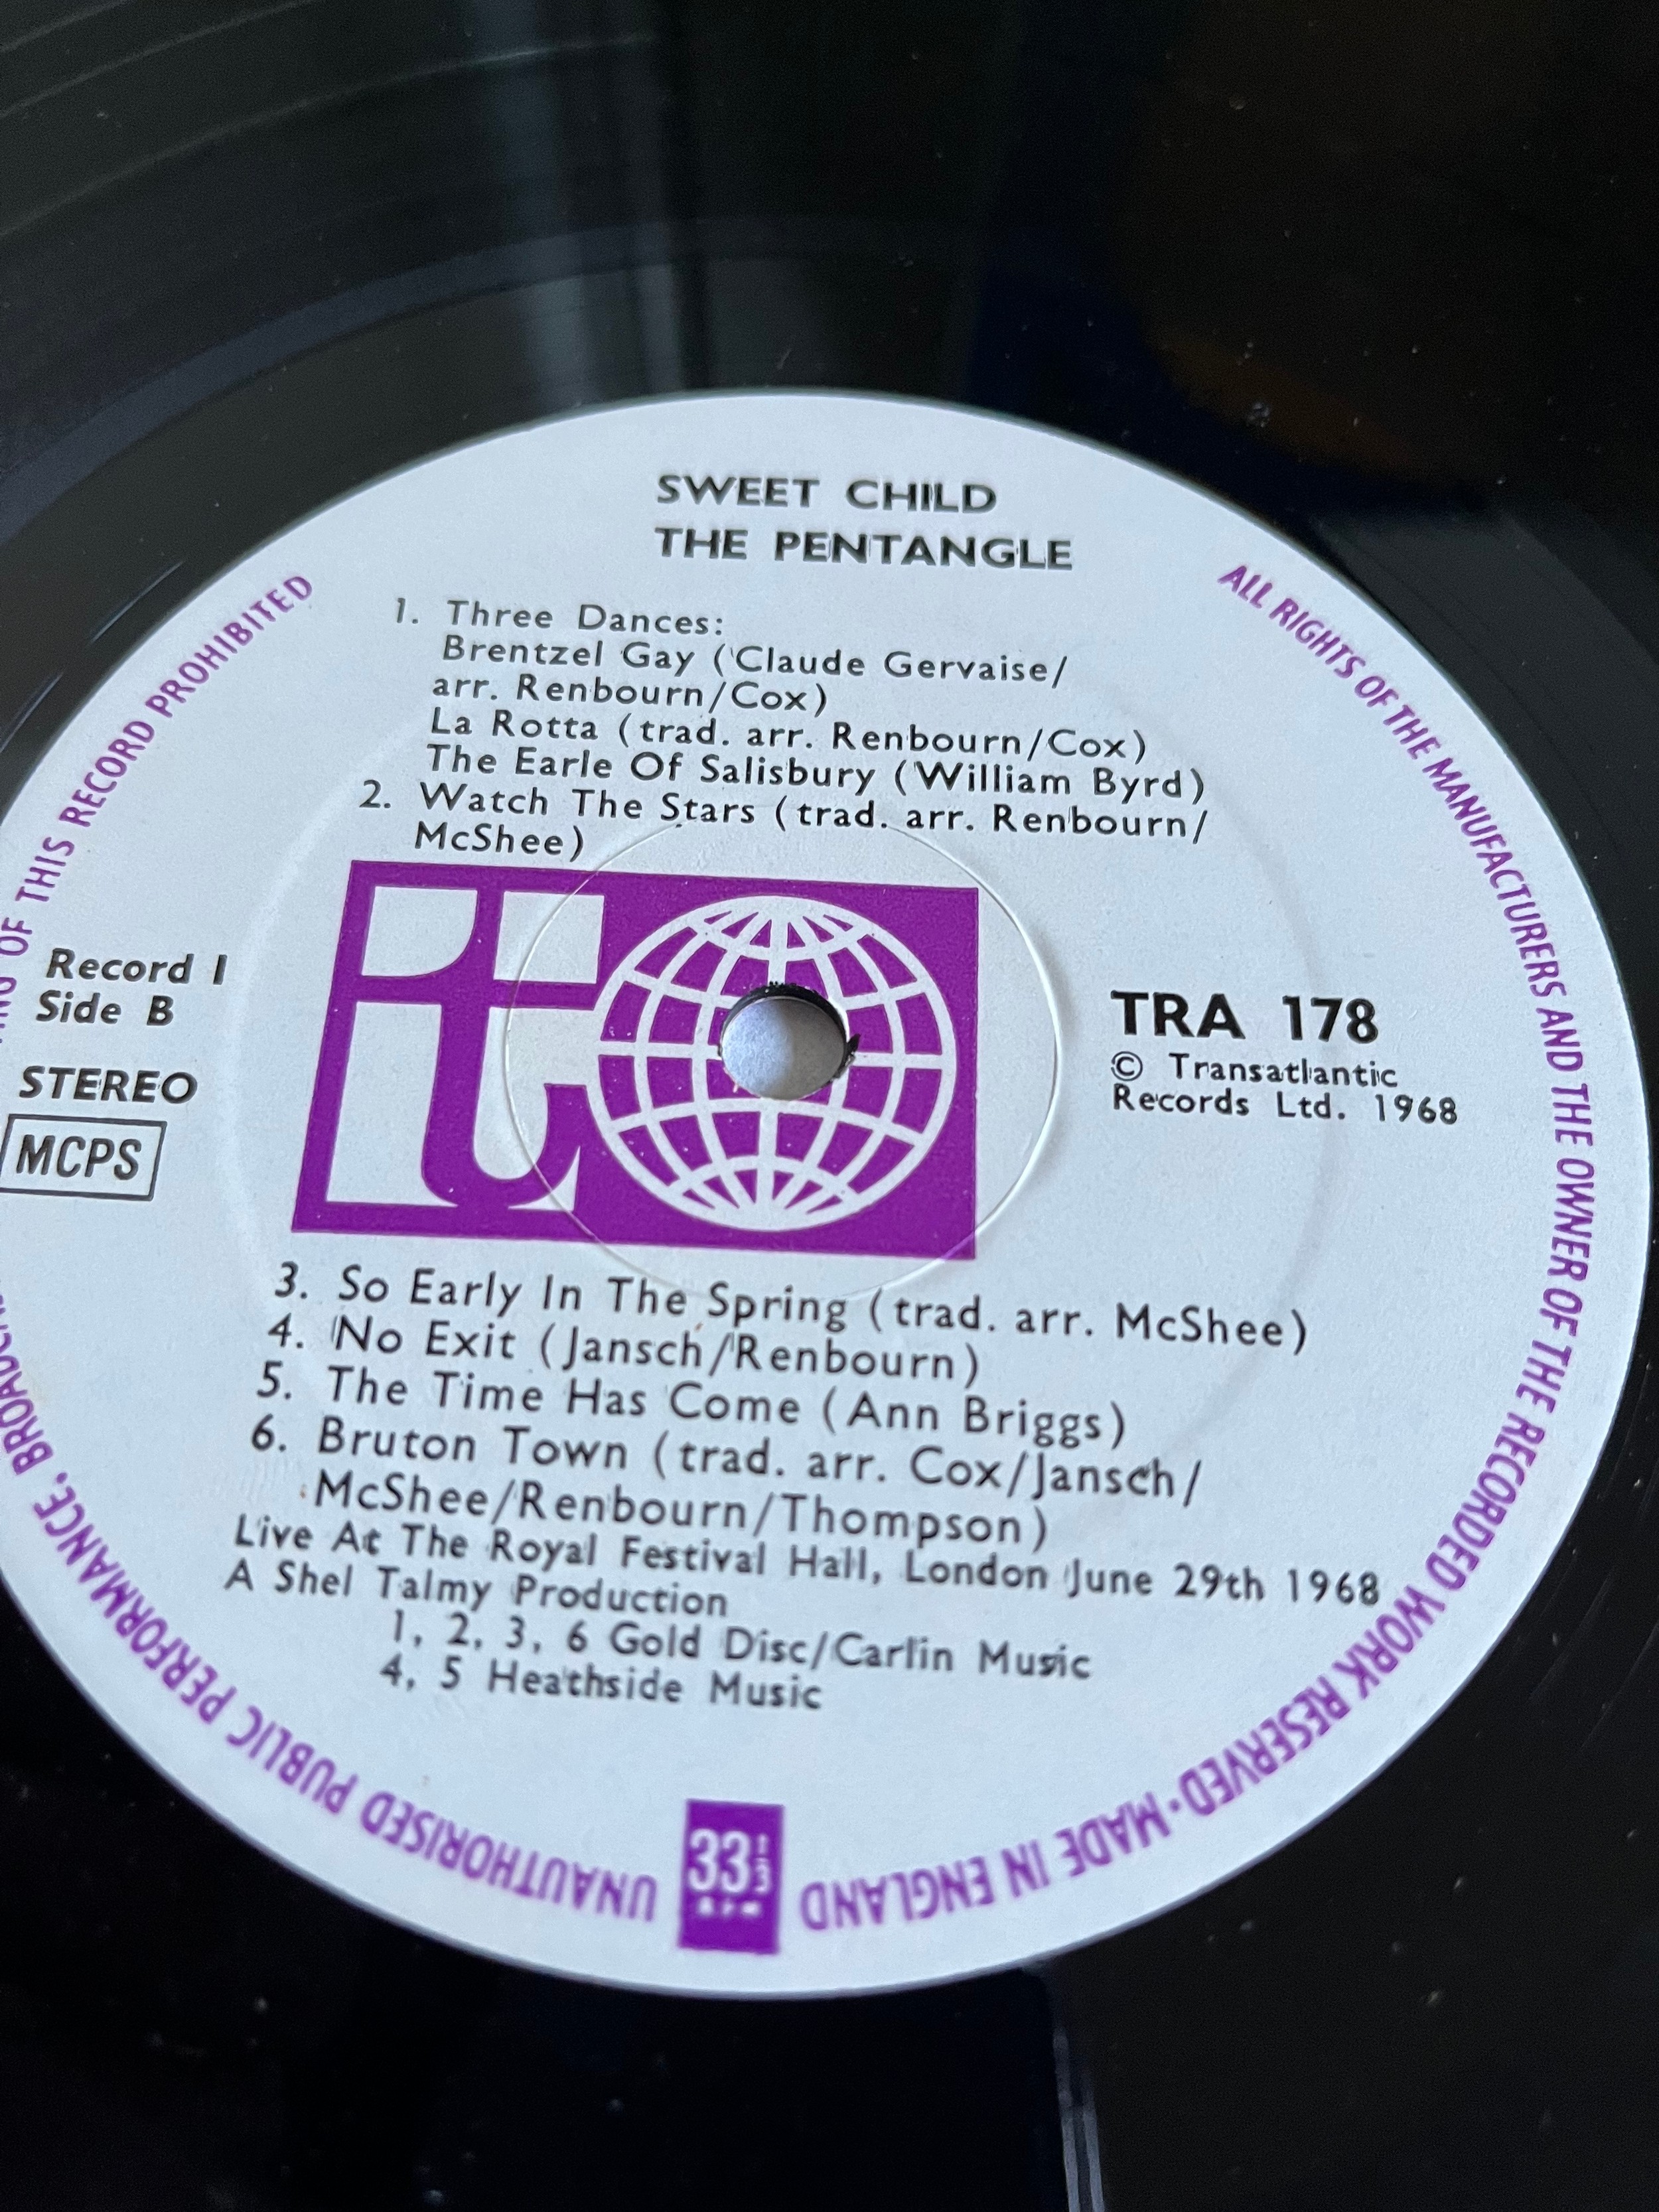 SWEET CHILD
THE PENTANGLE
1. Three Dances:
Brentzel Gay (Claude Gervaise/
arr. Renbourn/Cox)
La Rotta (trad. arr. Renbourn/Cox)
The Earle Of Salisbury (William Byrd)
2. Watch The Stars (trad. arr. Renbourn/
McShee)
Record 1
Side B
STEREO
MCPS
t
TRA 178
© Transatlantic
Records Ltd. 1968
3. So Early In The Spring (trad. arr. McShee)
4. No Exit (Jansch/Renbourn)
5. The Time Has Come (Ann Briggs)
6. Bruton Town (trad. arr. Cox/Jansch/
McShee/Renbourn/Thompson)
Live At The Royal Festival Hall, London June 29th 1968
A Shel Talmy Production
1, 2, 3, 6 Gold Disc/Carlin Music
4, 5 Heathside Music
33⅓
RPM
ALL RIGHTS OF THE MANUFACTURERS AND THE OWNER OF THE RECORDED WORK RESERVED·MADE IN ENGLAND
UNAUTHORISED PUBLIC PERFORMANCE, OF THIS RECORD PROHIBITED